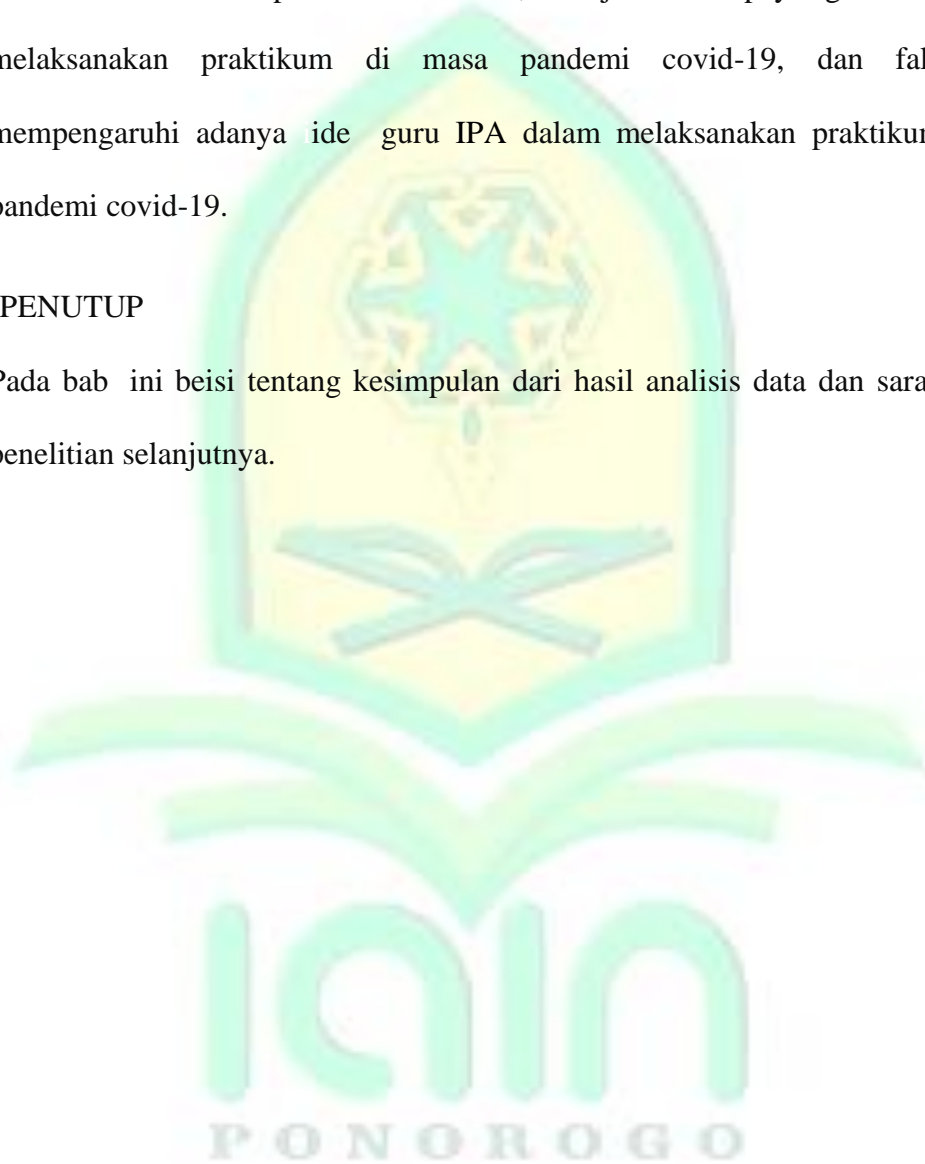 melaksanakan praktikum di masa pandemi covid-19, dan
mempengaruhi adanya ide guru IPA dalam melaksanakan
pandemi covid-19.
PENUTUP
Pada bab ini beisi tentang kesimpulan dari hasil analisis data dan
penelitian selanjutnya.
IAIN
PONOROGO